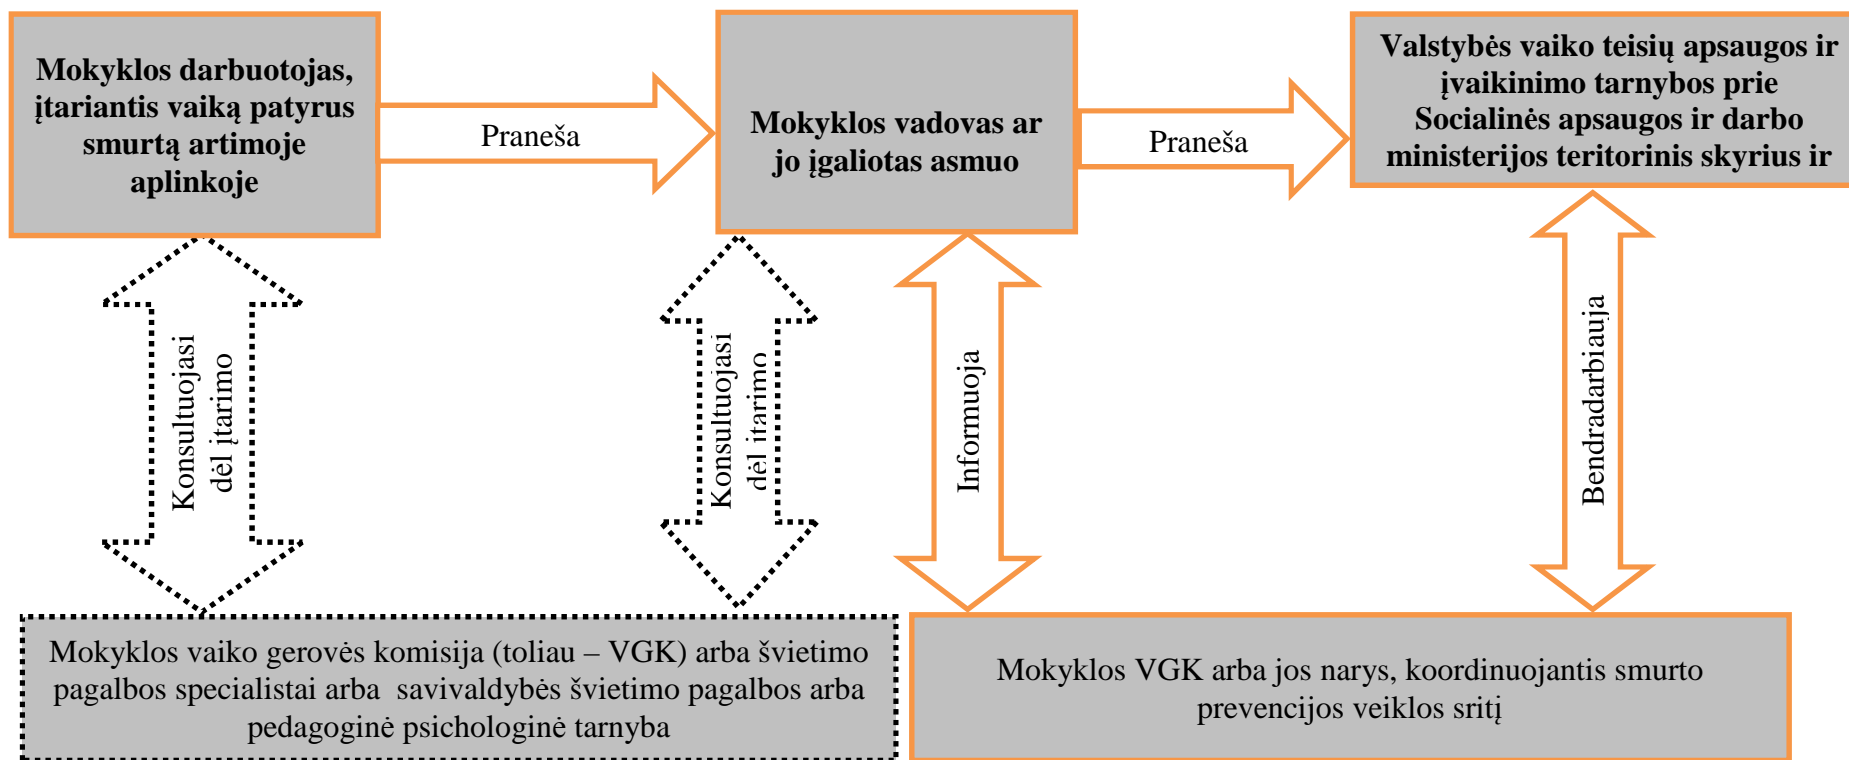 Mokyklos darbuotojas,
įtariantis vaiką patyrus
smurtą artimoje
aplinkoje
Praneša
Mokyklos vadovas ar
jo įgaliotas asmuo
Praneša
Valstybės vaiko teisių apsaugos ir
įvaikinimo tarnybos prie
Socialinės apsaugos ir darbo
ministerijos teritorinis skyrius ir
Konsultuojasi
dėl įtarimo
Konsultuojasi
dėl įtarimo
Informuoja
Bendradarbiauja
Mokyklos vaiko gerovės komisija (toliau – VGK) arba švietimo
pagalbos specialistai arba savivaldybės švietimo pagalbos arba
pedagoginė psichologinė tarnyba
Mokyklos VGK arba jos narys, koordinuojantis smurto
prevencijos veiklos sritį